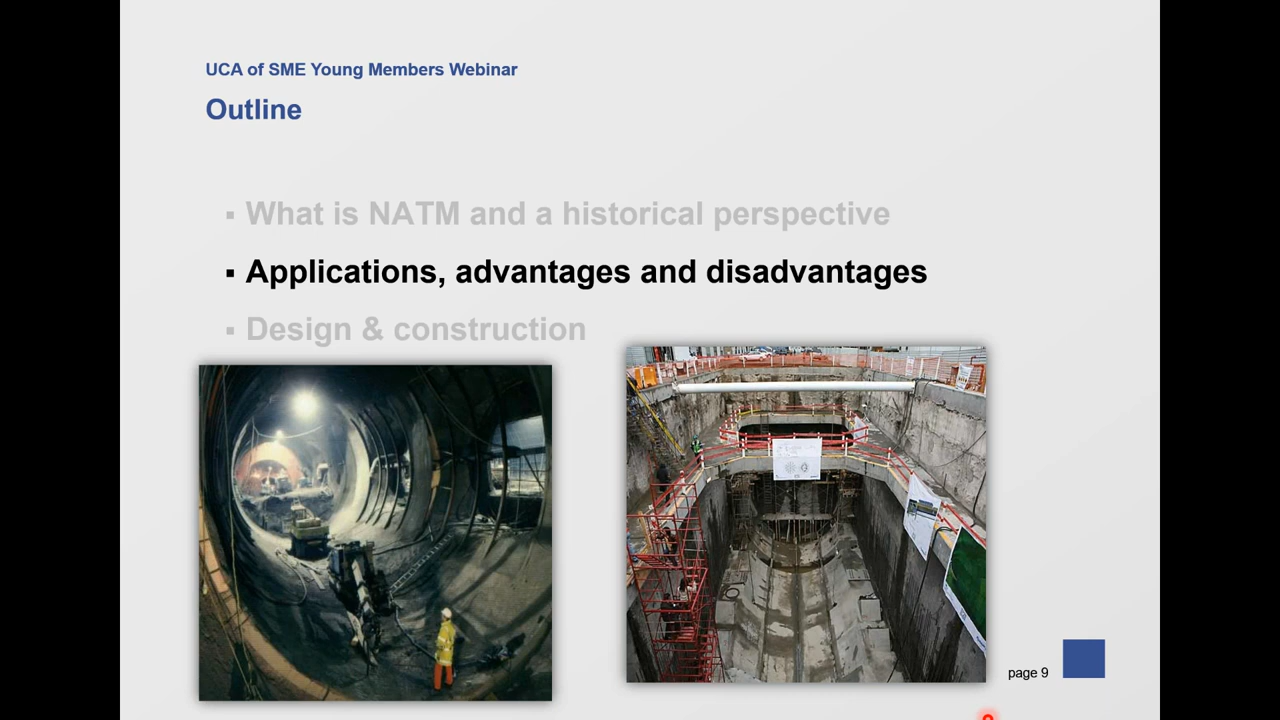 UCA of SME Young Members Webinar
Outline
▪ What is NATM and a historical perspective
▪ Applications, advantages and disadvantages
▪ Design & construction
page 9